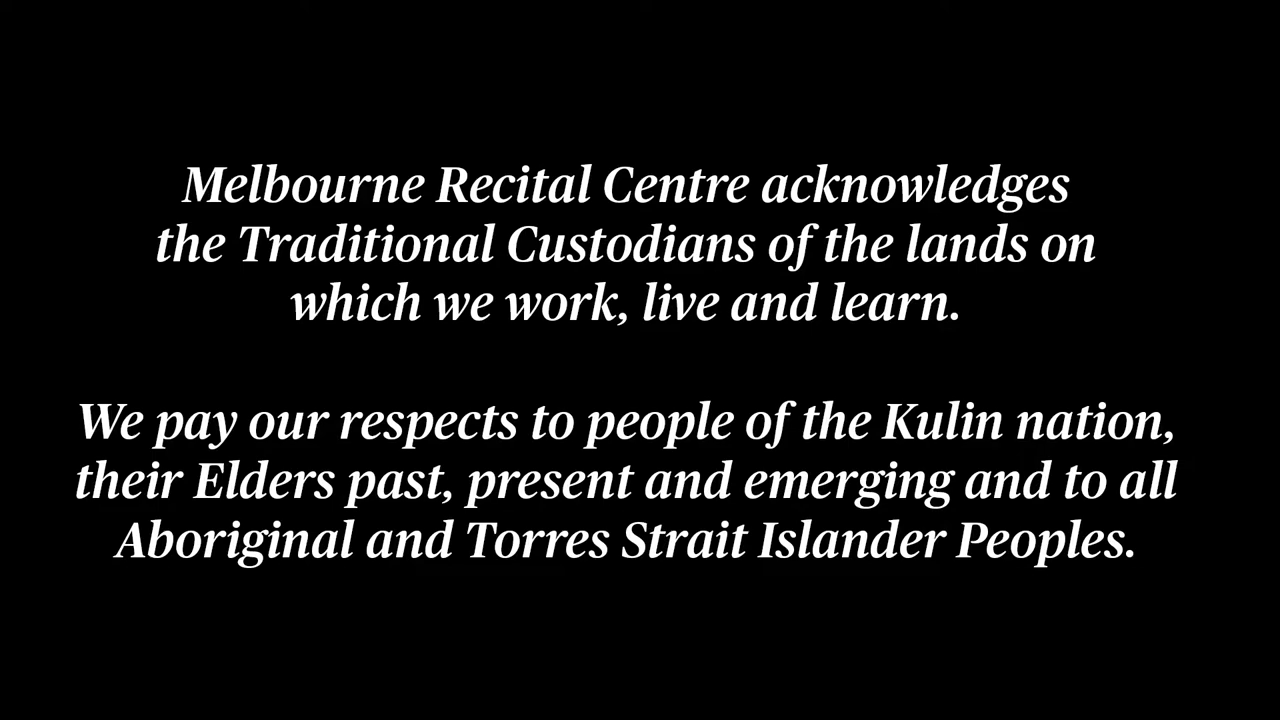 Melbourne Recital Centre acknowledges
the Traditional Custodians of the lands on
which we work, live and learn.
We pay our respects to people of the Kulin nation,
their Elders past, present and emerging and to all
Aboriginal and Torres Strait Islander Peoples.